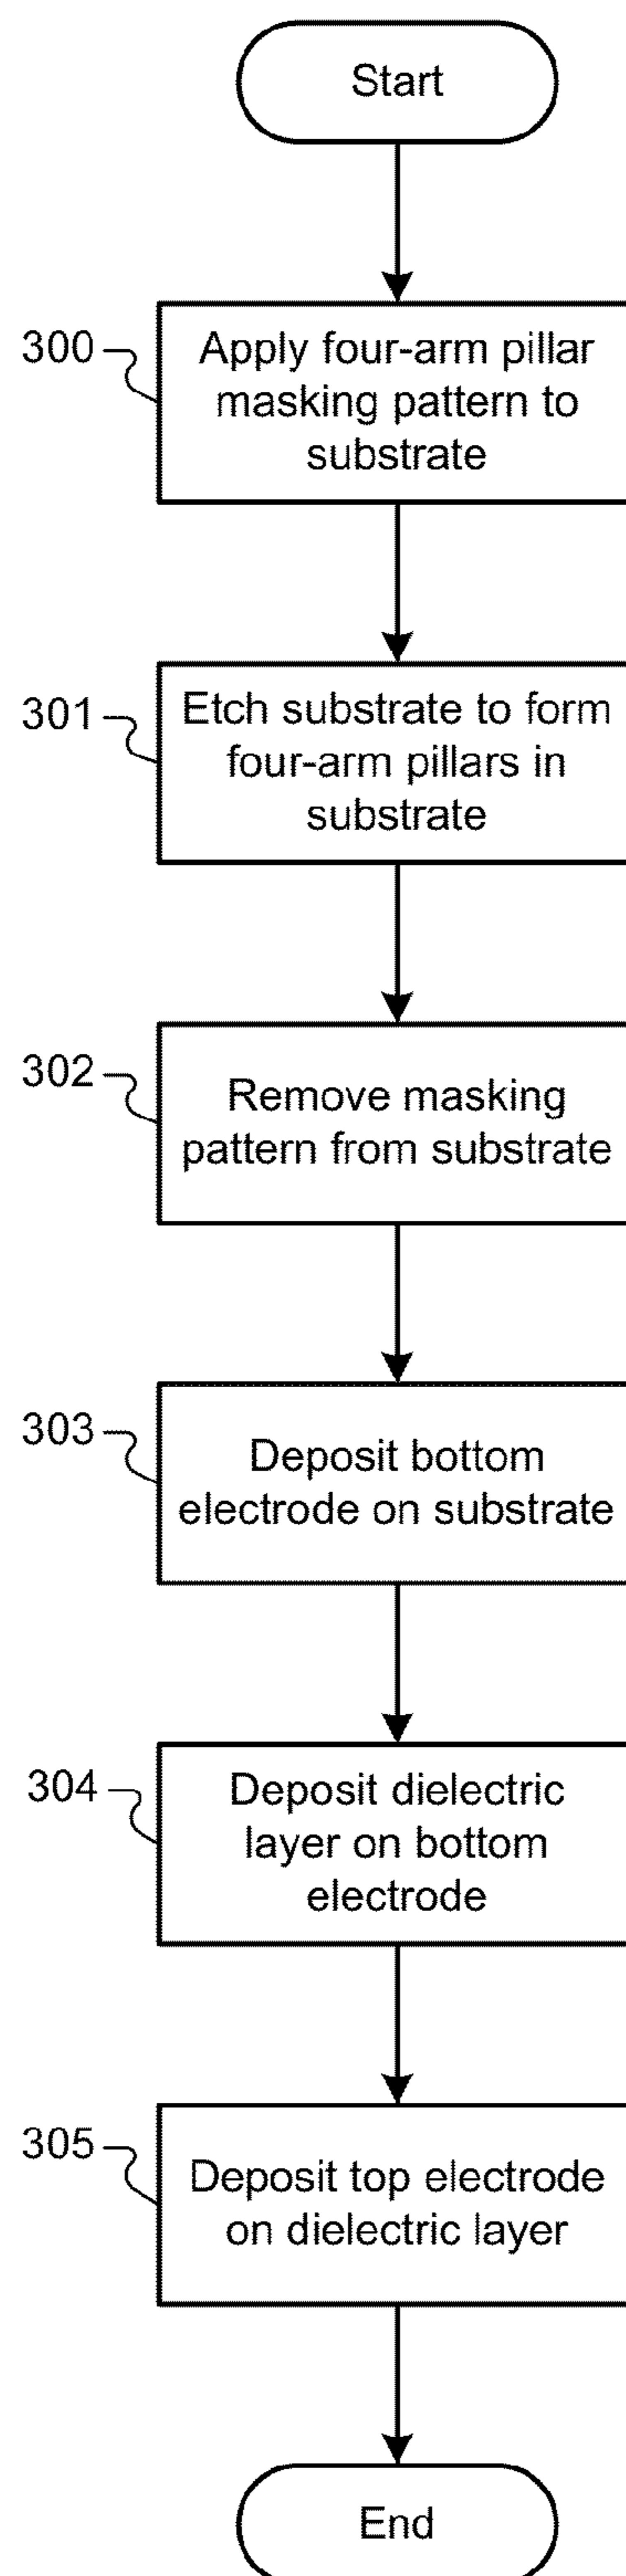 Start
300
Apply four-arm pillar
masking pattern to
substrate
301
Etch substrate to form
four-arm pillars in
substrate
302
Remove masking
pattern from substrate
303
Deposit bottom
electrode on substrate
304
Deposit dielectric
layer on bottom
electrode
305
Deposit top electrode
on dielectric layer
End